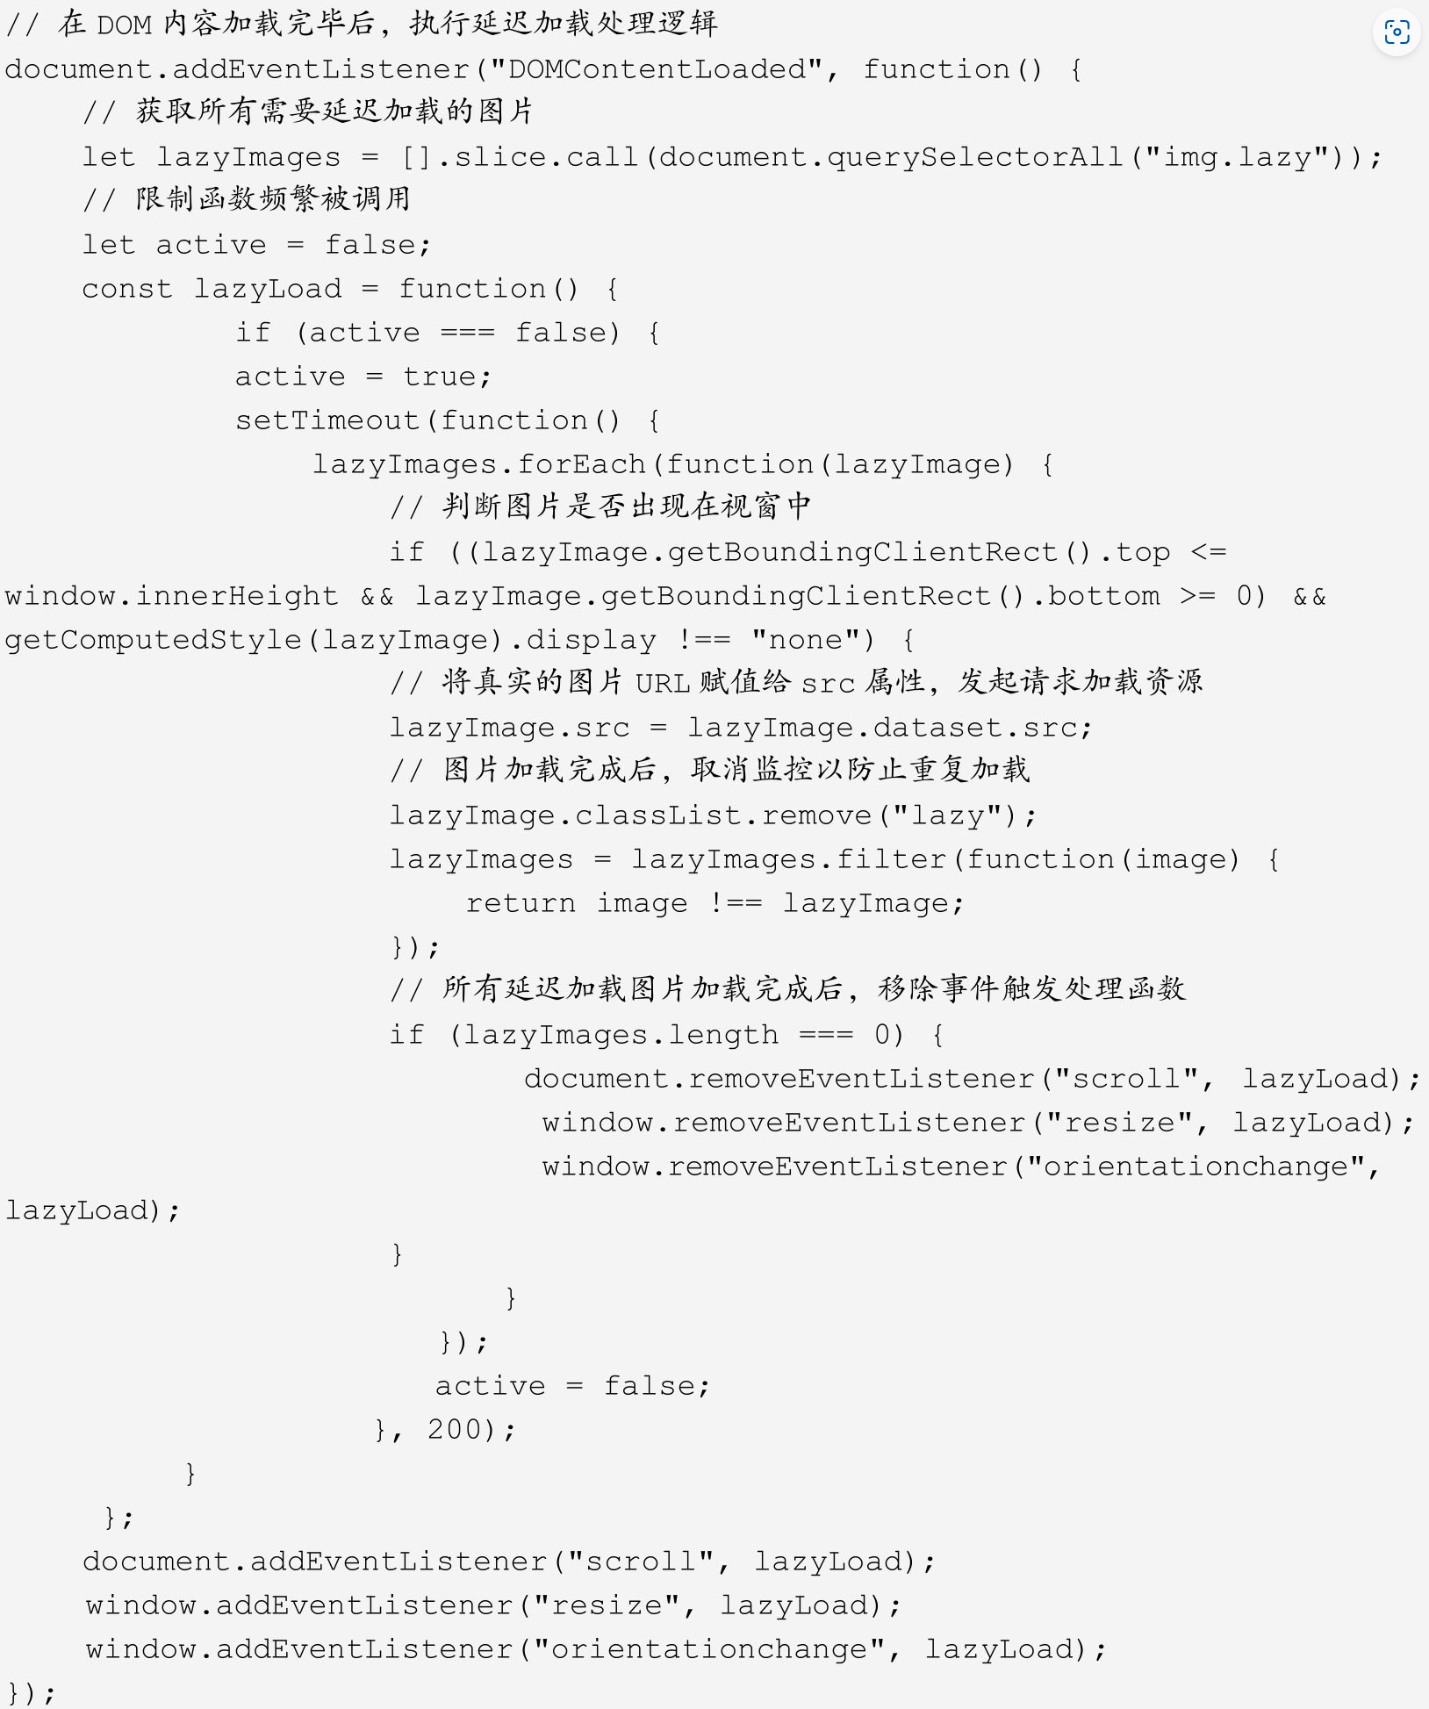 // 在 DOM 内容加载完毕后，执行延迟加载处理逻辑
document.addEventListener("DOMContentLoaded", function() {
// 获取所有需要延迟加载的图片
let lazyImages = [].slice.call(document.querySelectorAll("img.lazy"));
// 限制函数频繁被调用
let active = false;
const lazyLoad = function() {
if (active === false) {
active = true;
setTimeout(function() {
lazyImages.forEach(function(lazyImage) {
// 判断图片是否出现在视窗中
if ((lazyImage.getBoundingClientRect().top <=
window.innerHeight && lazyImage.getBoundingClientRect().bottom >= 0) &&
getComputedStyle(lazyImage).display !== "none") {
// 将真实的图片 URL 赋值给 src 属性，发起请求加载资源
lazyImage.src = lazyImage.dataset.src;
// 图片加载完成后，取消监控以防止重复加载
lazyImage.classList.remove("lazy");
lazyImages = lazyImages.filter(function(image) {
return image !== lazyImage;
});
// 所有延迟加载图片加载完成后，移除事件触发处理函数
if (lazyImages.length === 0) {
document.removeEventListener("scroll", lazyLoad);
window.removeEventListener("resize", lazyLoad);
window.removeEventListener("orientationchange",
lazyLoad);
}
}
});
active = false;
}, 200);
}
};
document.addEventListener("scroll", lazyLoad);
window.addEventListener("resize", lazyLoad);
window.addEventListener("orientationchange", lazyLoad);
});